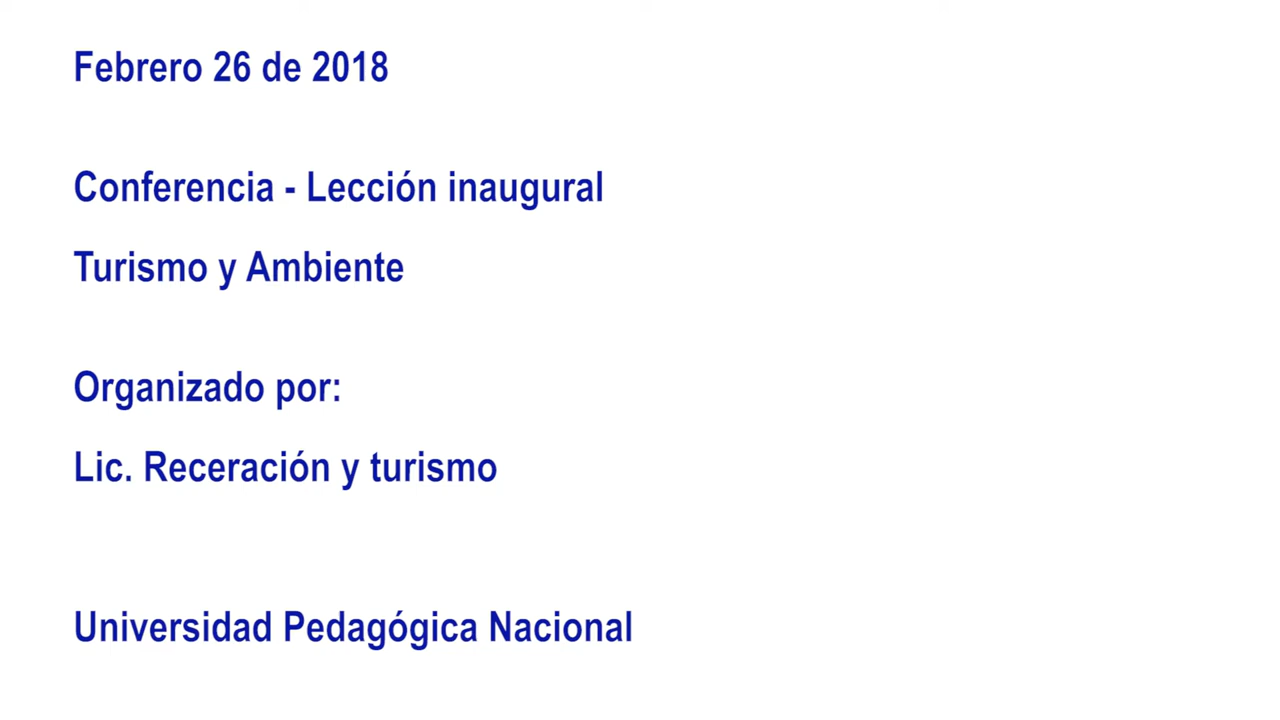 Febrero 26 de 2018
Conferencia - Lección inaugural
Turismo y Ambiente
Organizado por:
Lic. Receración y turismo
Universidad Pedagógica Nacional